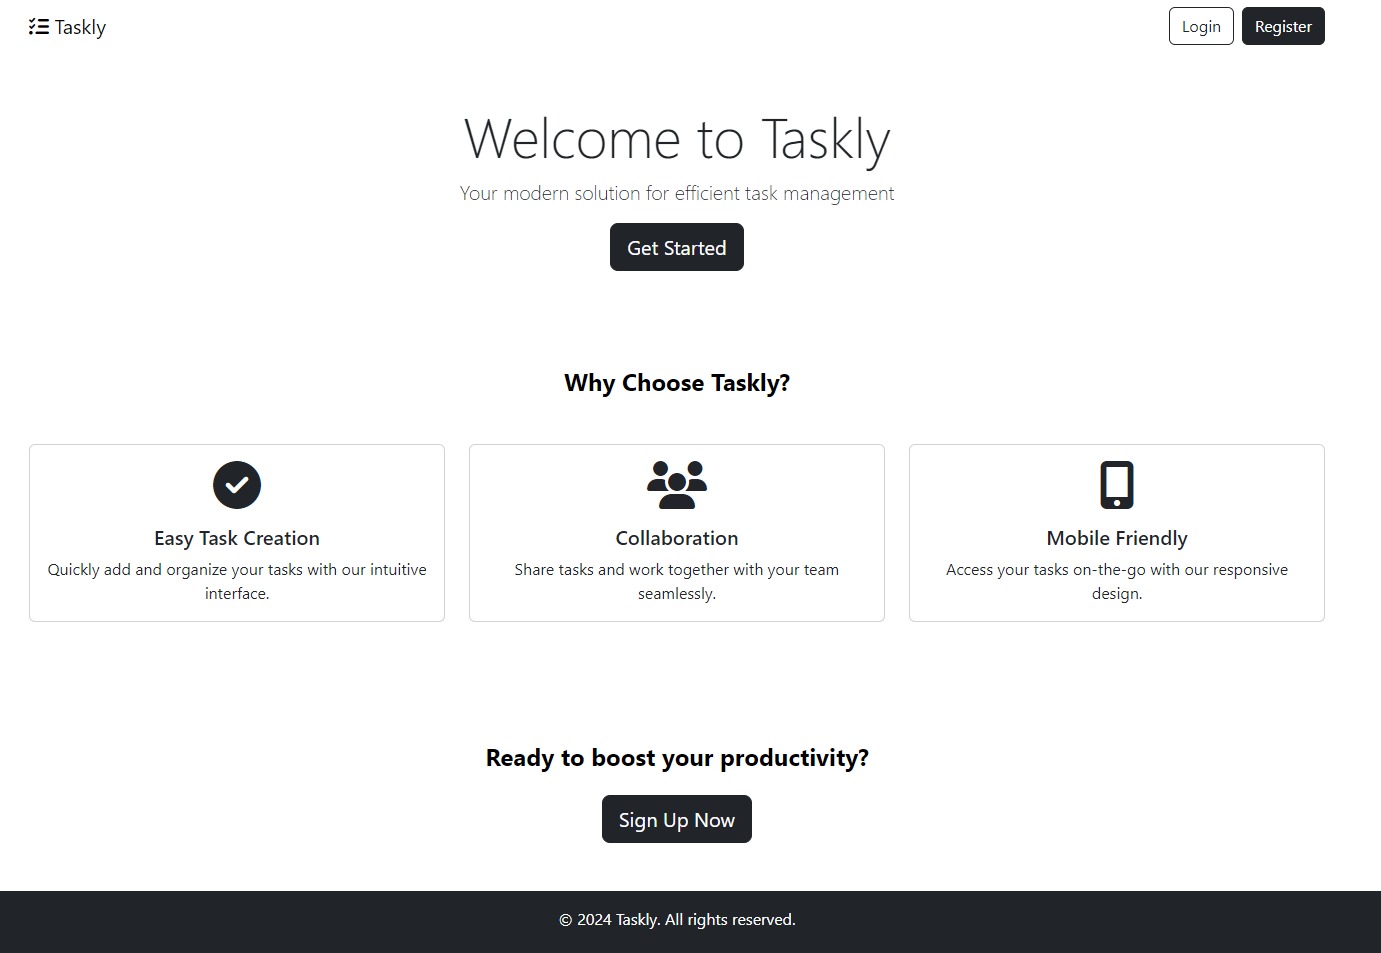 Taskly
Login
Register
Welcome to Taskly
Your modern solution for efficient task management
Get Started
Why Choose Taskly?
Easy Task Creation
Quickly add and organize your tasks with our intuitive
interface.
Collaboration
Share tasks and work together with your team
seamlessly.
Mobile Friendly
Access your tasks on-the-go with our responsive
design.
Ready to boost your productivity?
Sign Up Now
© 2024 Taskly. All rights reserved.